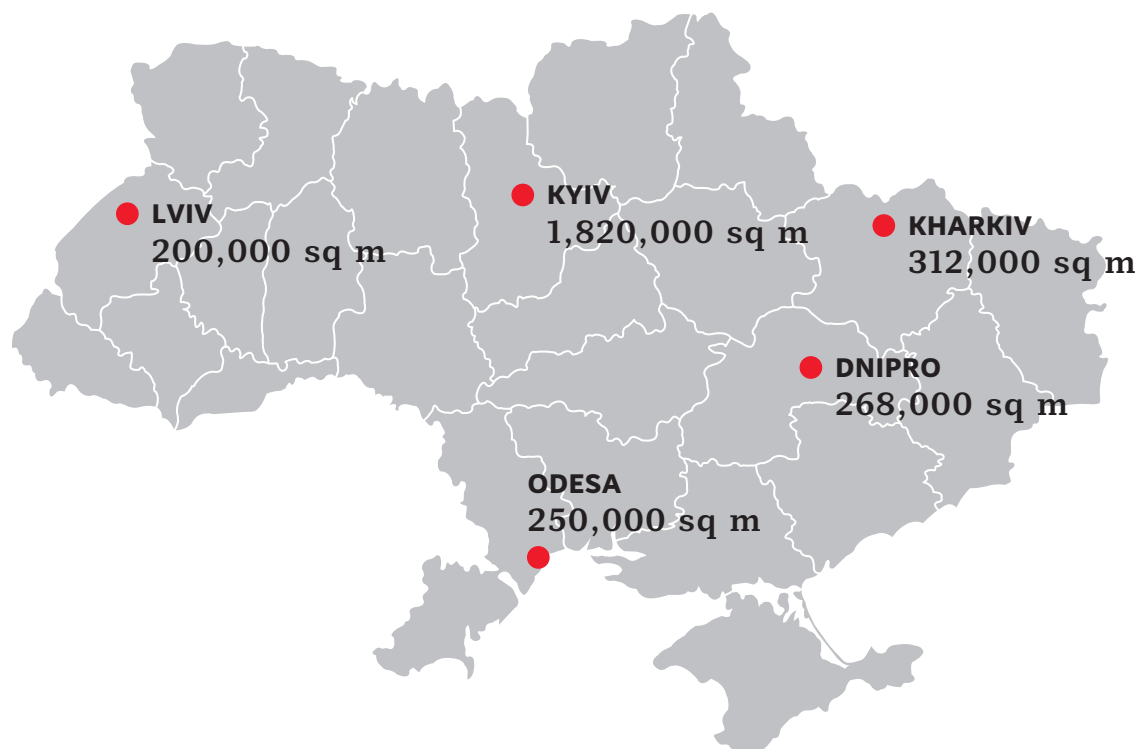 LVIV
200,000 sq m
KYIV
1,820,000 sq m
KHARKIV
312,000 sq m
DNIPRO
268,000 sq m
ODESA
250,000 sq m